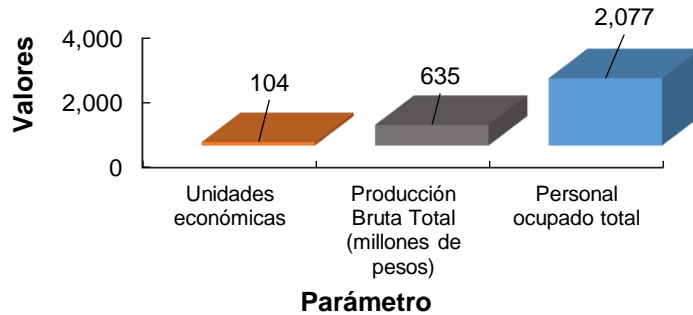 Valores
4,000
2,000
0
104
635
2,077
Unidades
económicas
Producción
Bruta Total
(millones de
pesos)
Personal
ocupado total
Parámetro